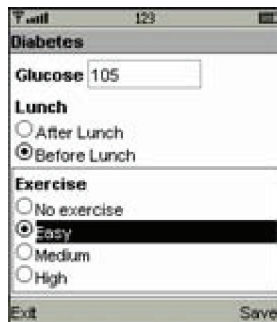 123
Diabetes
Glucose 105
Lunch
After Lunch
Before Lunch
Exercise
No exercise
Easy
Medium
High
Exit Save